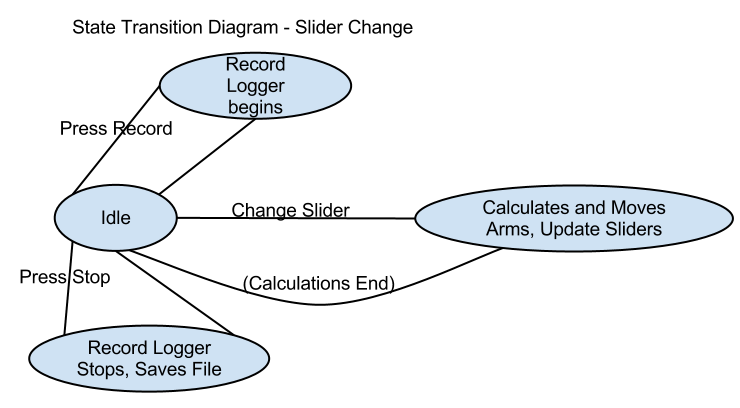 State Transition Diagram - Slider Change
Record
Logger
begins
Press Record
Idle
Change Slider
Calculates and Moves
Arms, Update Sliders
Press Stop
(Calculations End)
Record Logger
Stops, Saves File